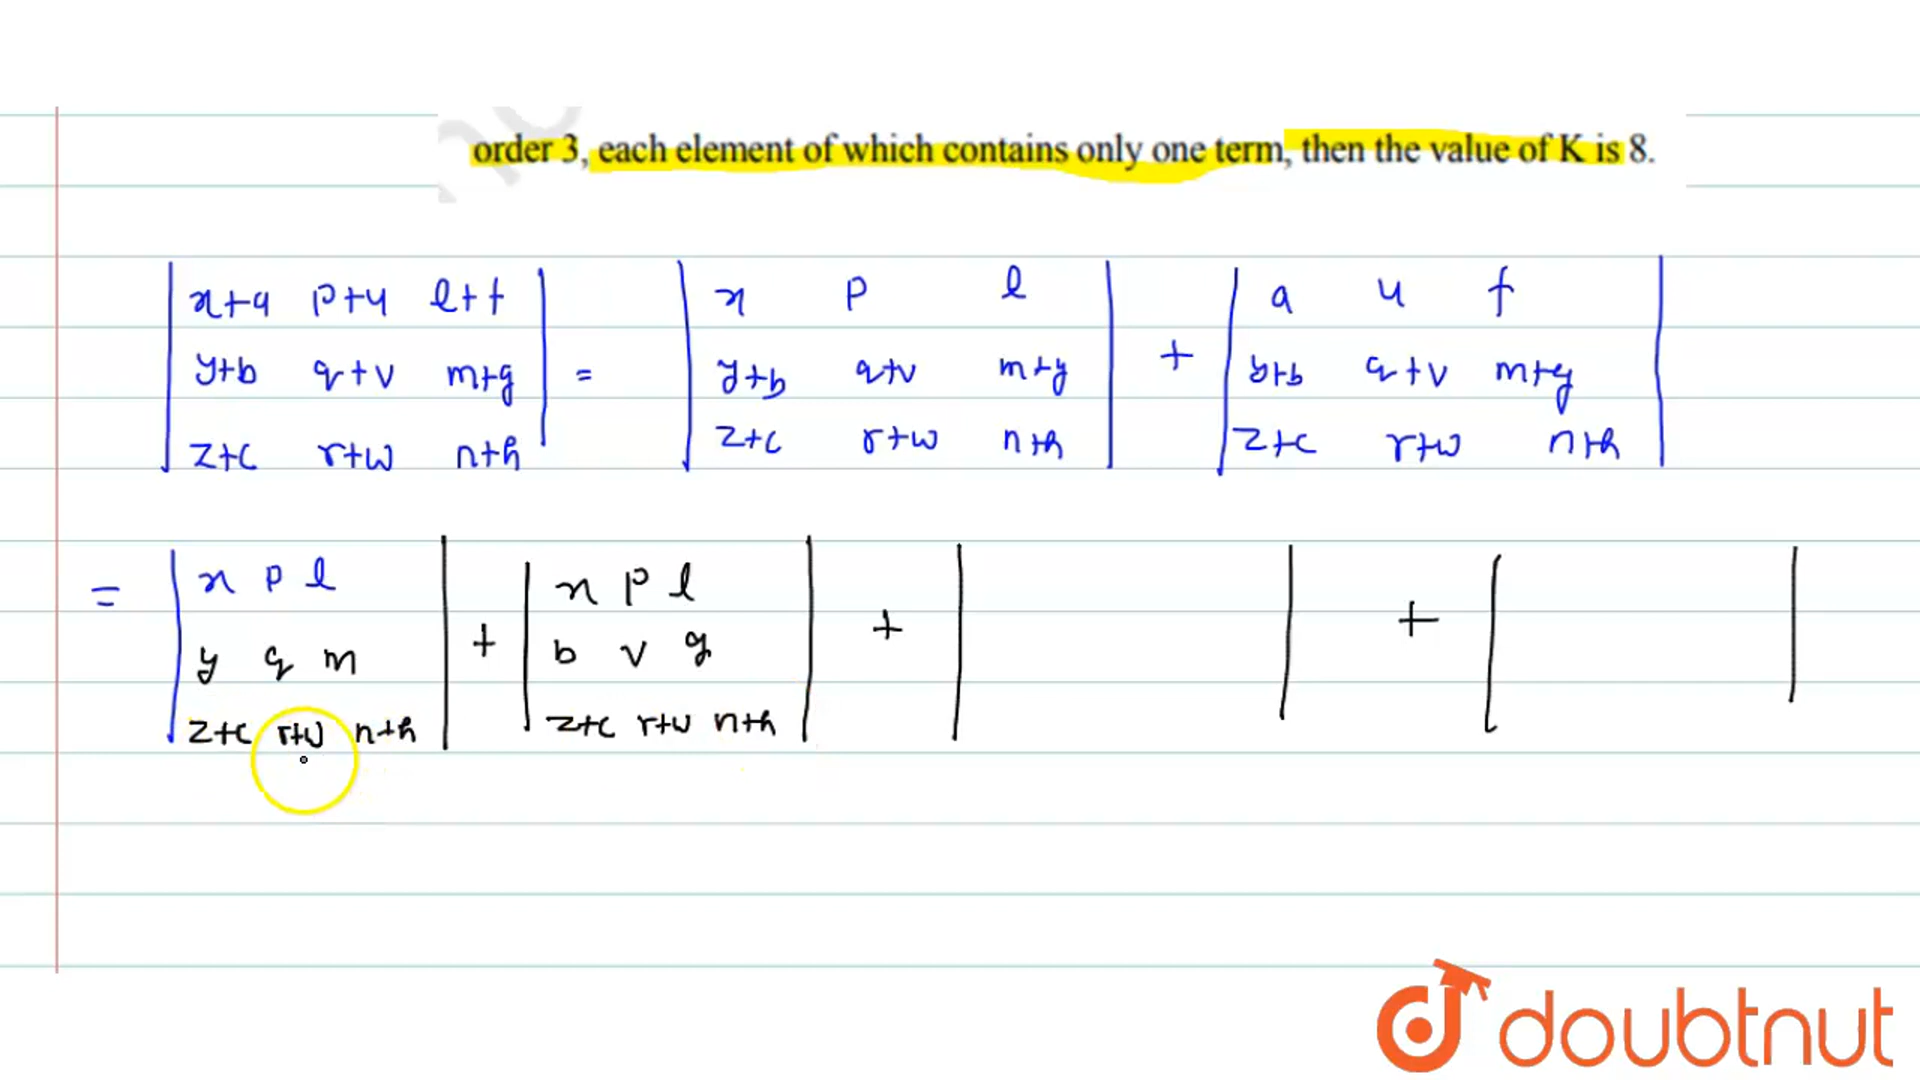 order 3, each element of which contains only one term, then the value of K is 8.
x+a p+u l+f
y+b q+v m+g
z+c r+w n+h
=
x p l
y+b q+v m+g
z+c r+w n+h
+
a u f
y+b q+v m+g
z+c r+w n+h
=
x p l
y q m
z+c r+w n+h
+
x p l
b v g
z+c r+w n+h
+
+
doubtnut